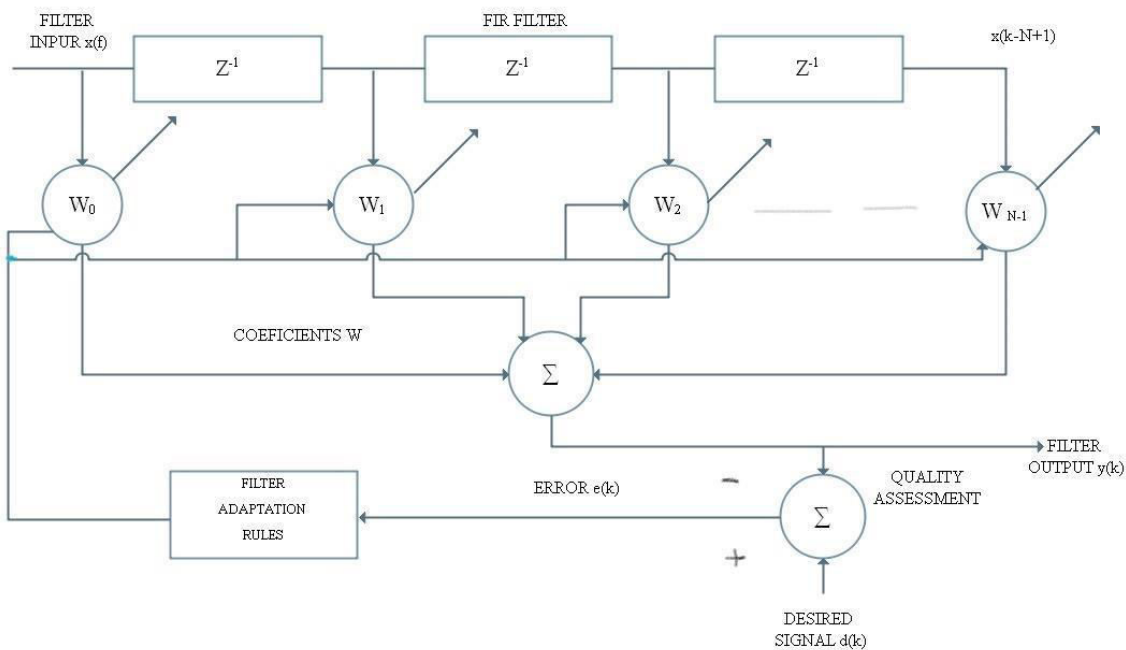 FILTER
INPUR x(f)
FIR FILTER
x(k-N+1)
Z⁻¹
Z⁻¹
Z⁻¹
W₀
W₁
W₂
W N-1
COEFICIENTS W
Σ
FILTER
OUTPUT y(k)
FILTER
ADAPTATION
RULES
ERROR e(k)
-
QUALITY
ASSESSMENT
Σ
+
DESIRED
SIGNAL d(k)